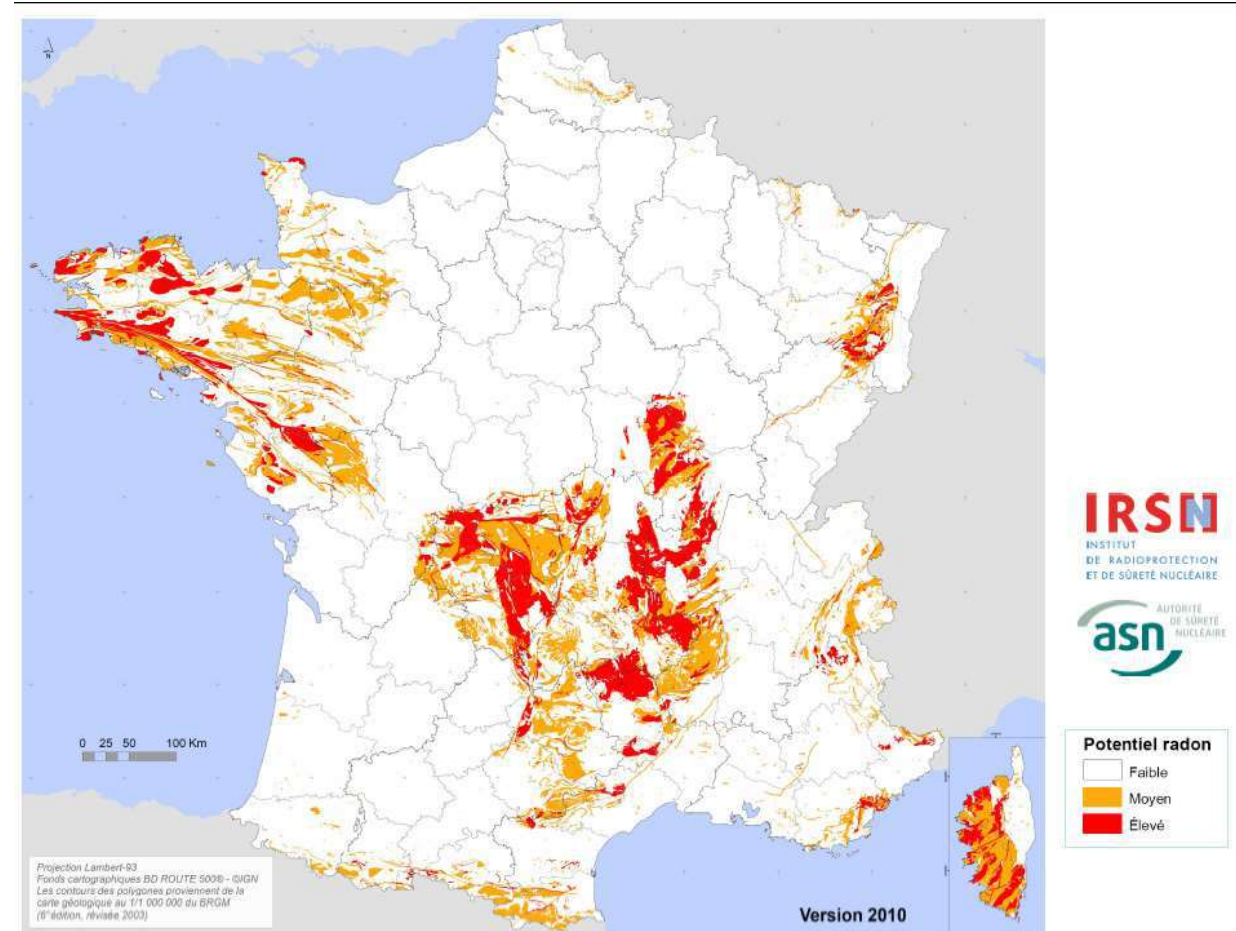 N
IRSN
INSTITUT
DE RADIOPROTECTION
ET DE SÛRETÉ NUCLÉAIRE
asn
AUTORITÉ
DE SÛRETÉ
NUCLÉAIRE
0 25 50 100 Km
Potentiel radon
Faible
Moyen
Élevé
Projection Lambert-93
Fonds cartographiques BD ROUTE 500® - ©IGN
Les contours des polygones proviennent de la
carte géologique au 1/1 000 000 du BRGM
(6° édition, révisée 2003)
Version 2010